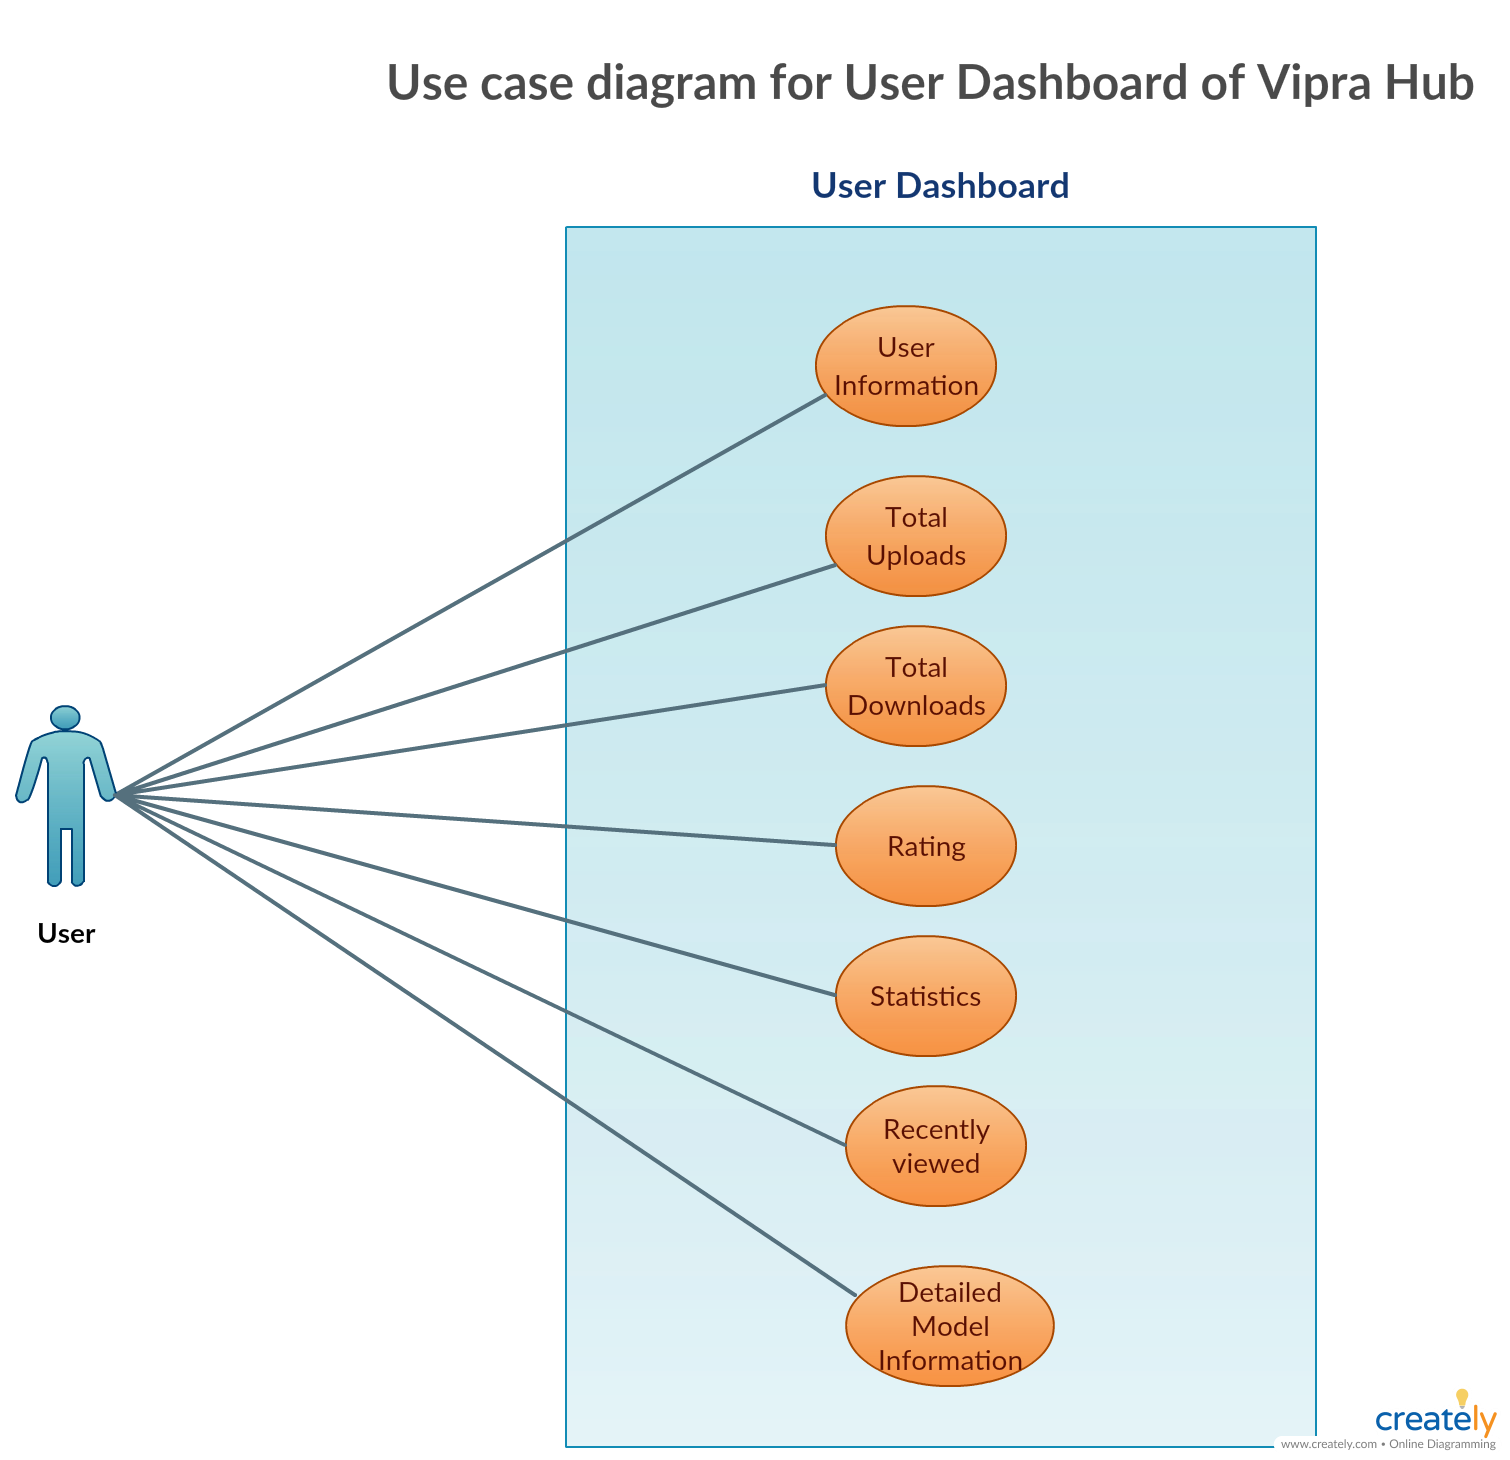 Use case diagram for User Dashboard of Vipra Hub
User Dashboard
User
Information
Total
Uploads
Total
Downloads
Rating
User
Statistics
Recently
viewed
Detailed
Model
Information
creately
www.creately.com • Online Diagramming